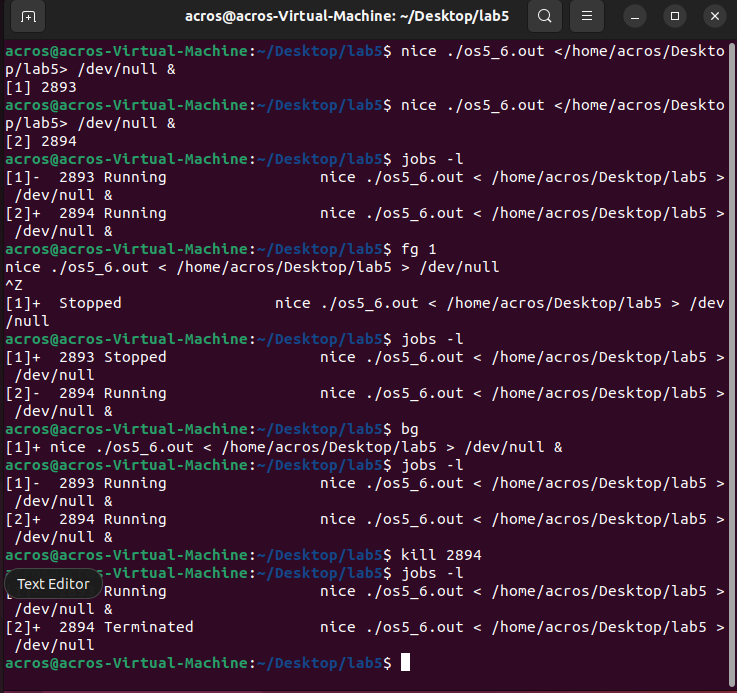 acros@acros-Virtual-Machine: ~/Desktop/lab5
acros@acros-Virtual-Machine:~/Desktop/lab5$ nice ./os5_6.out </home/acros/Deskto
p/lab5> /dev/null &
[1] 2893
acros@acros-Virtual-Machine:~/Desktop/lab5$ nice ./os5_6.out </home/acros/Deskto
p/lab5> /dev/null &
[2] 2894
acros@acros-Virtual-Machine:~/Desktop/lab5$ jobs -l
[1]-  2893 Running                 nice ./os5_6.out < /home/acros/Desktop/lab5 >
 /dev/null &
[2]+  2894 Running                 nice ./os5_6.out < /home/acros/Desktop/lab5 >
 /dev/null &
acros@acros-Virtual-Machine:~/Desktop/lab5$ fg 1
nice ./os5_6.out < /home/acros/Desktop/lab5 > /dev/null
^Z
[1]+  Stopped                 nice ./os5_6.out < /home/acros/Desktop/lab5 > /dev
/null
acros@acros-Virtual-Machine:~/Desktop/lab5$ jobs -l
[1]+  2893 Stopped                 nice ./os5_6.out < /home/acros/Desktop/lab5 >
 /dev/null
[2]-  2894 Running                 nice ./os5_6.out < /home/acros/Desktop/lab5 >
 /dev/null &
acros@acros-Virtual-Machine:~/Desktop/lab5$ bg
[1]+ nice ./os5_6.out < /home/acros/Desktop/lab5 > /dev/null &
acros@acros-Virtual-Machine:~/Desktop/lab5$ jobs -l
[1]-  2893 Running                 nice ./os5_6.out < /home/acros/Desktop/lab5 >
 /dev/null &
[2]+  2894 Running                 nice ./os5_6.out < /home/acros/Desktop/lab5 >
 /dev/null &
acros@acros-Virtual-Machine:~/Desktop/lab5$ kill 2894
acros@acros-Virtual-Machine:~/Desktop/lab5$ jobs -l
Text Editor
Running                 nice ./os5_6.out < /home/acros/Desktop/lab5 >
 /dev/null &
[2]+  2894 Terminated              nice ./os5_6.out < /home/acros/Desktop/lab5 >
 /dev/null
acros@acros-Virtual-Machine:~/Desktop/lab5$